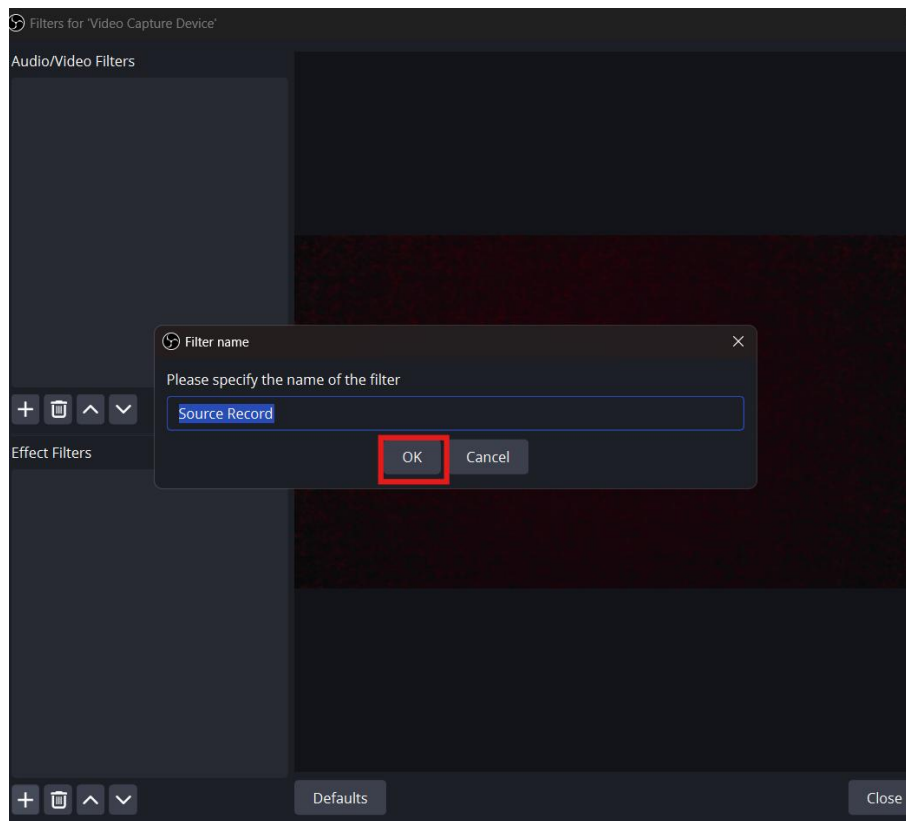 Filters for 'Video Capture Device'
Audio/Video Filters
Filter name
Please specify the name of the filter
Source Record
OK Cancel
Effect Filters
Defaults Close